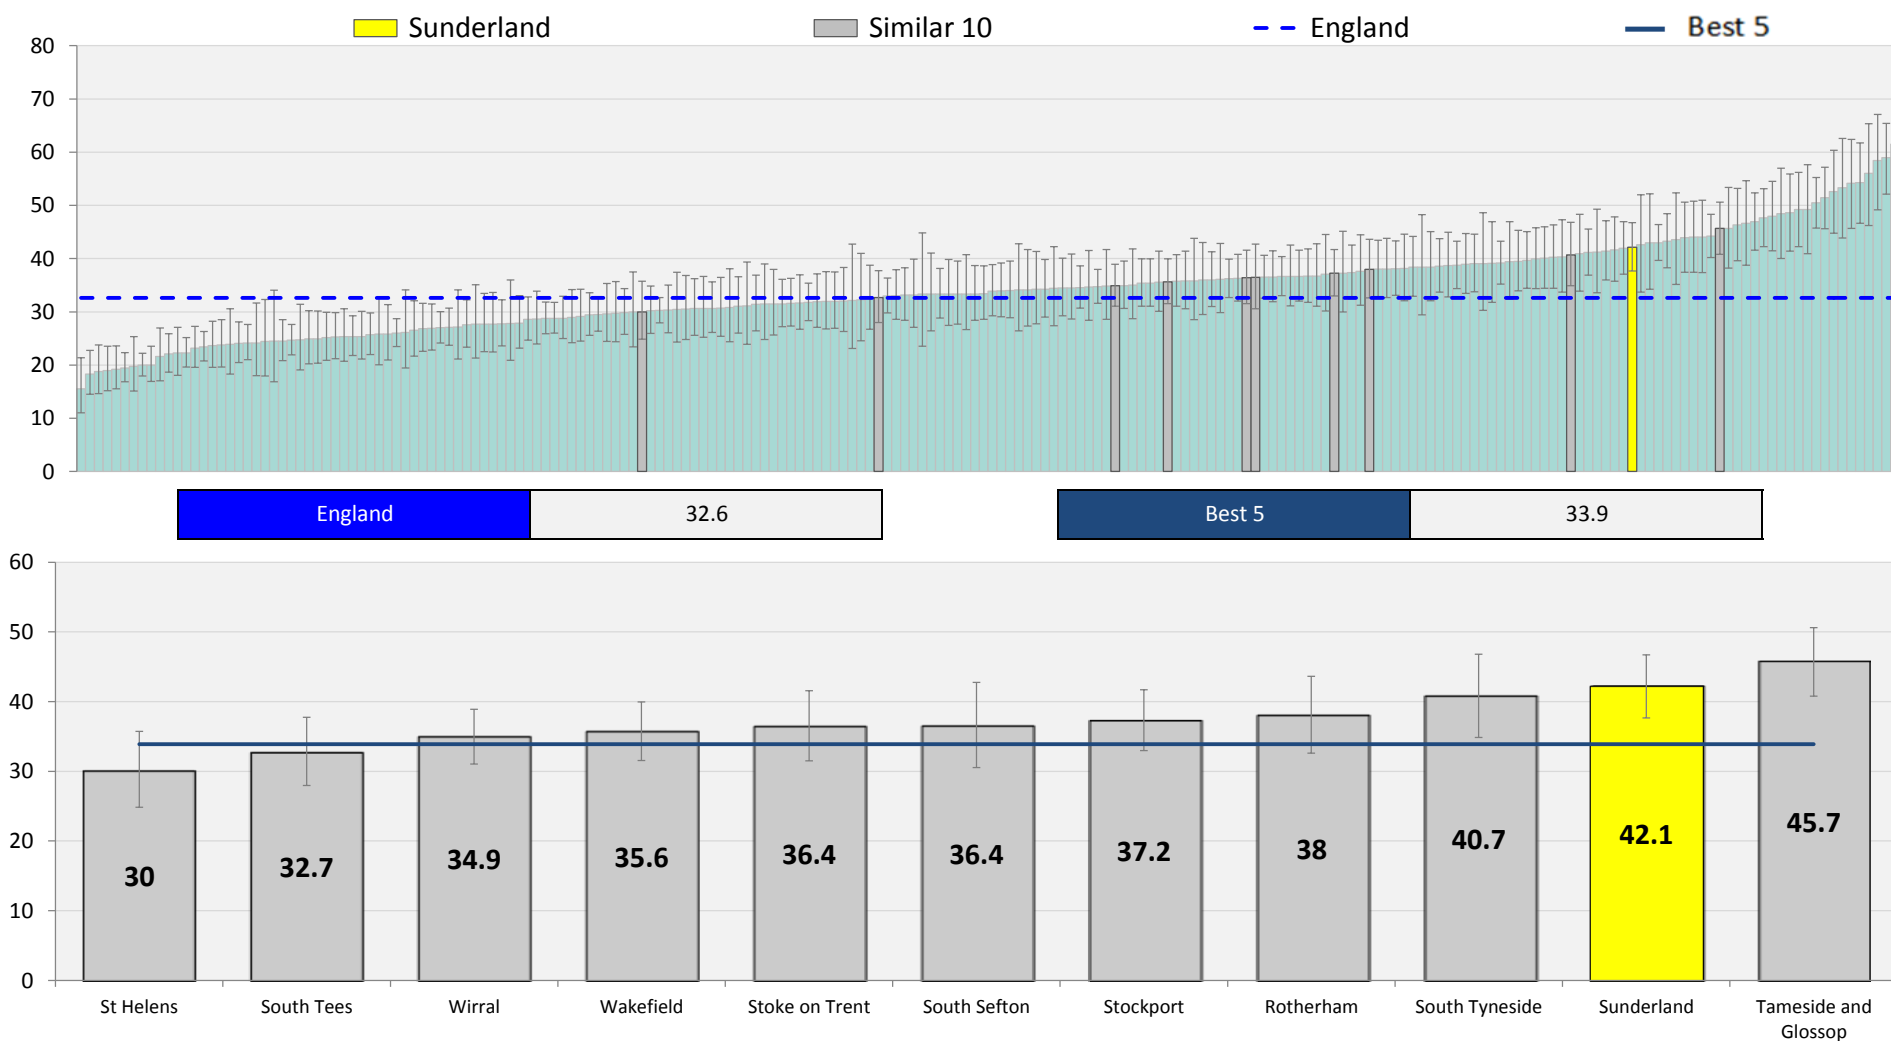 Sunderland
Similar 10
England
Best 5
80
70
60
50
40
30
20
10
0
England
32.6
Best 5
33.9
60
50
40
30
20
10
0
30
32.7
34.9
35.6
36.4
36.4
37.2
38
40.7
42.1
45.7
St Helens
South Tees
Wirral
Wakefield
Stoke on Trent
South Sefton
Stockport
Rotherham
South Tyneside
Sunderland
Tameside and
Glossop